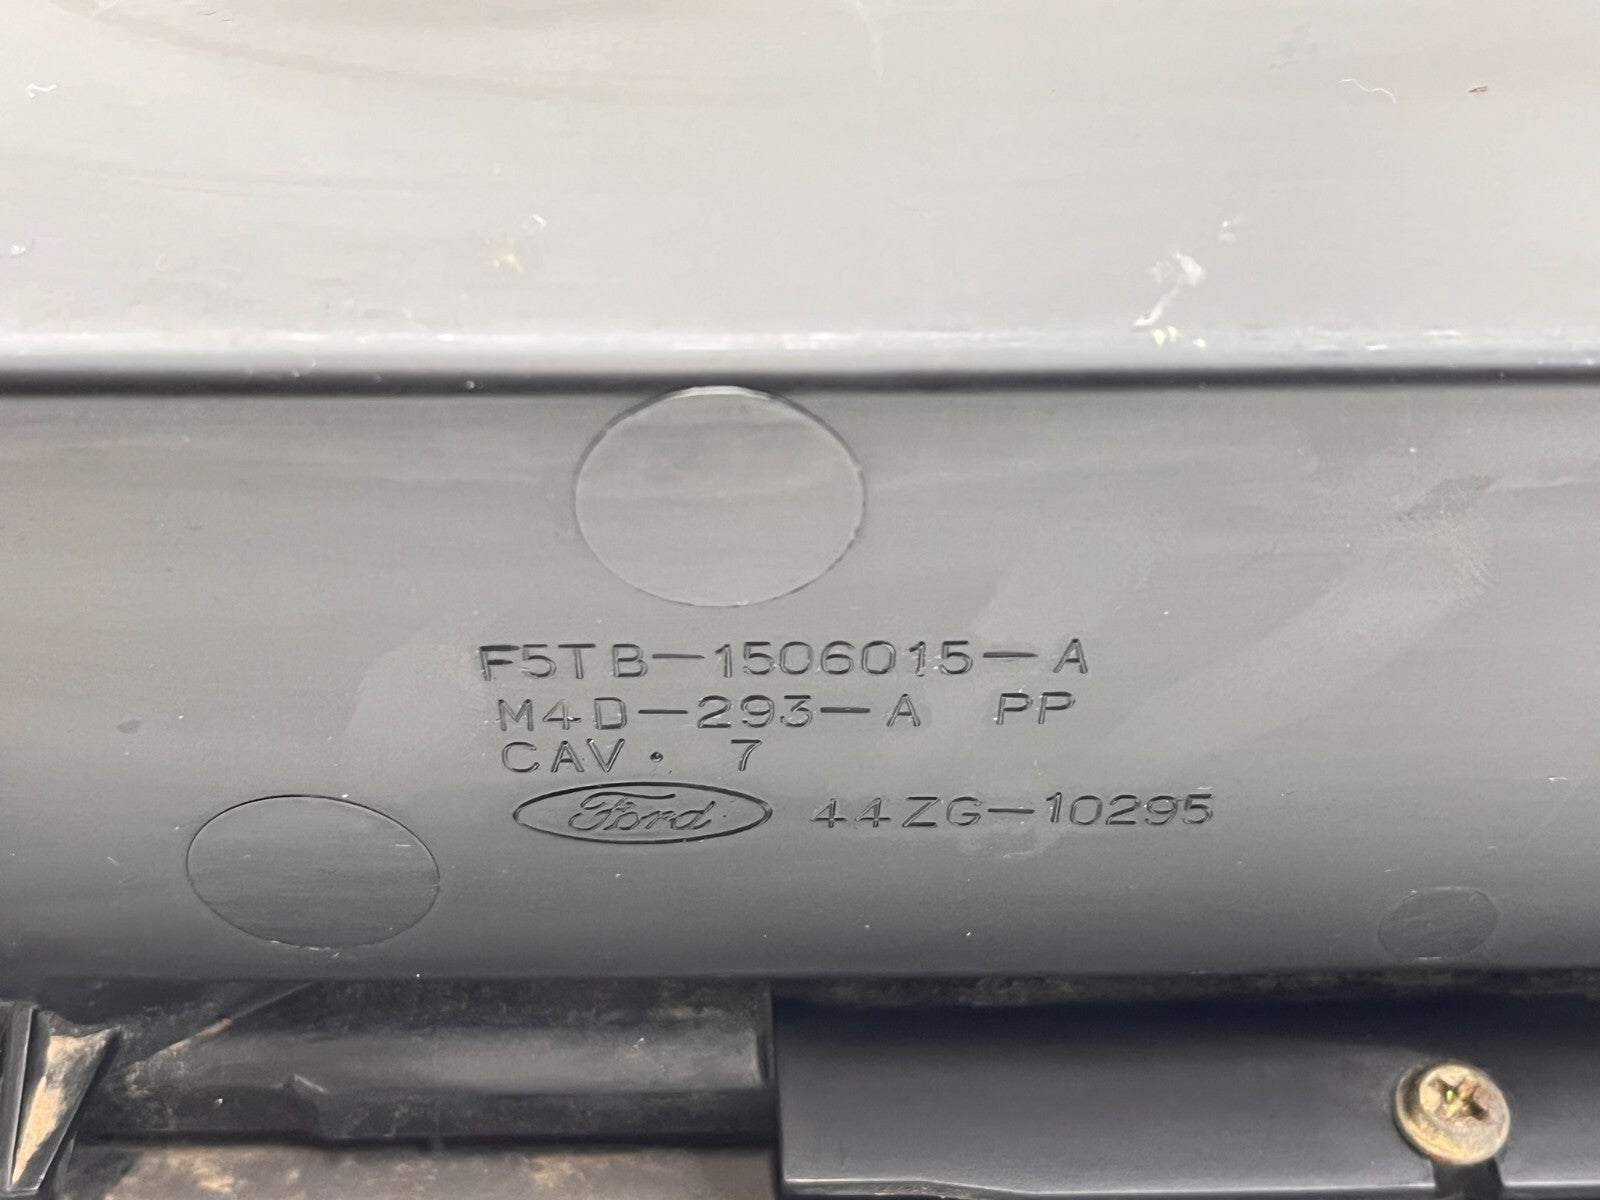 F5TB-1506015-A
M4D-293-A PP
CAV. 7
Ford 44ZG-10295